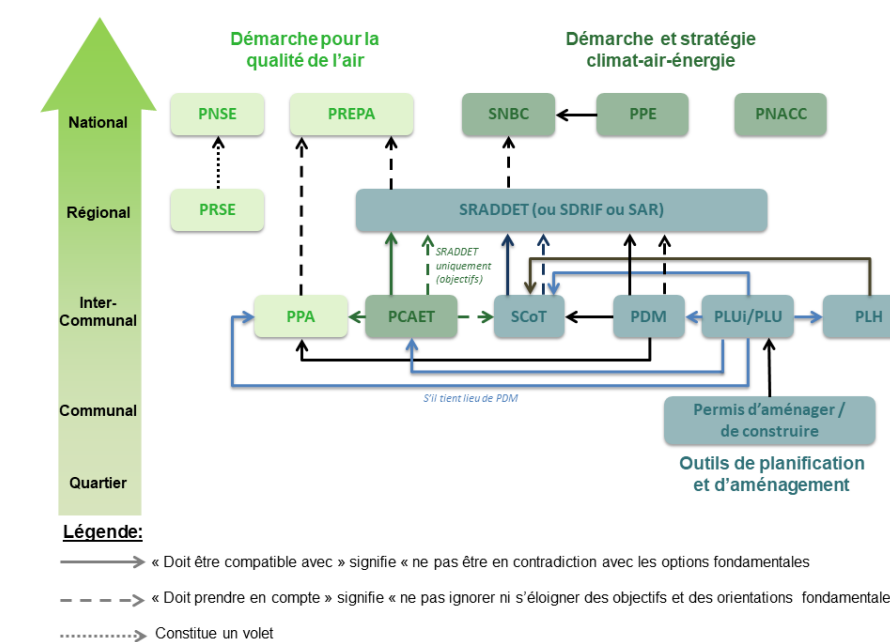 Démarche pour la
qualité de l'air
Démarche et stratégie
climat-air-énergie
National
PNSE
PREPA
SNBC
PPE
PNACC
Régional
PRSE
SRADDET (ou SDRIF ou SAR)
SRADDET
uniquement
(objectifs)
Inter-
Communal
PPA
PCAET
SCoT
PDM
PLUi/PLU
PLH
S'il tient lieu de PDM
Communal
Permis d'aménager /
de construire
Quartier
Outils de planification
et d'aménagement
Légende:
« Doit être compatible avec » signifie « ne pas être en contradiction avec les options fondamentales
« Doit prendre en compte » signifie « ne pas ignorer ni s'éloigner des objectifs et des orientations fondamentale
Constitue un volet